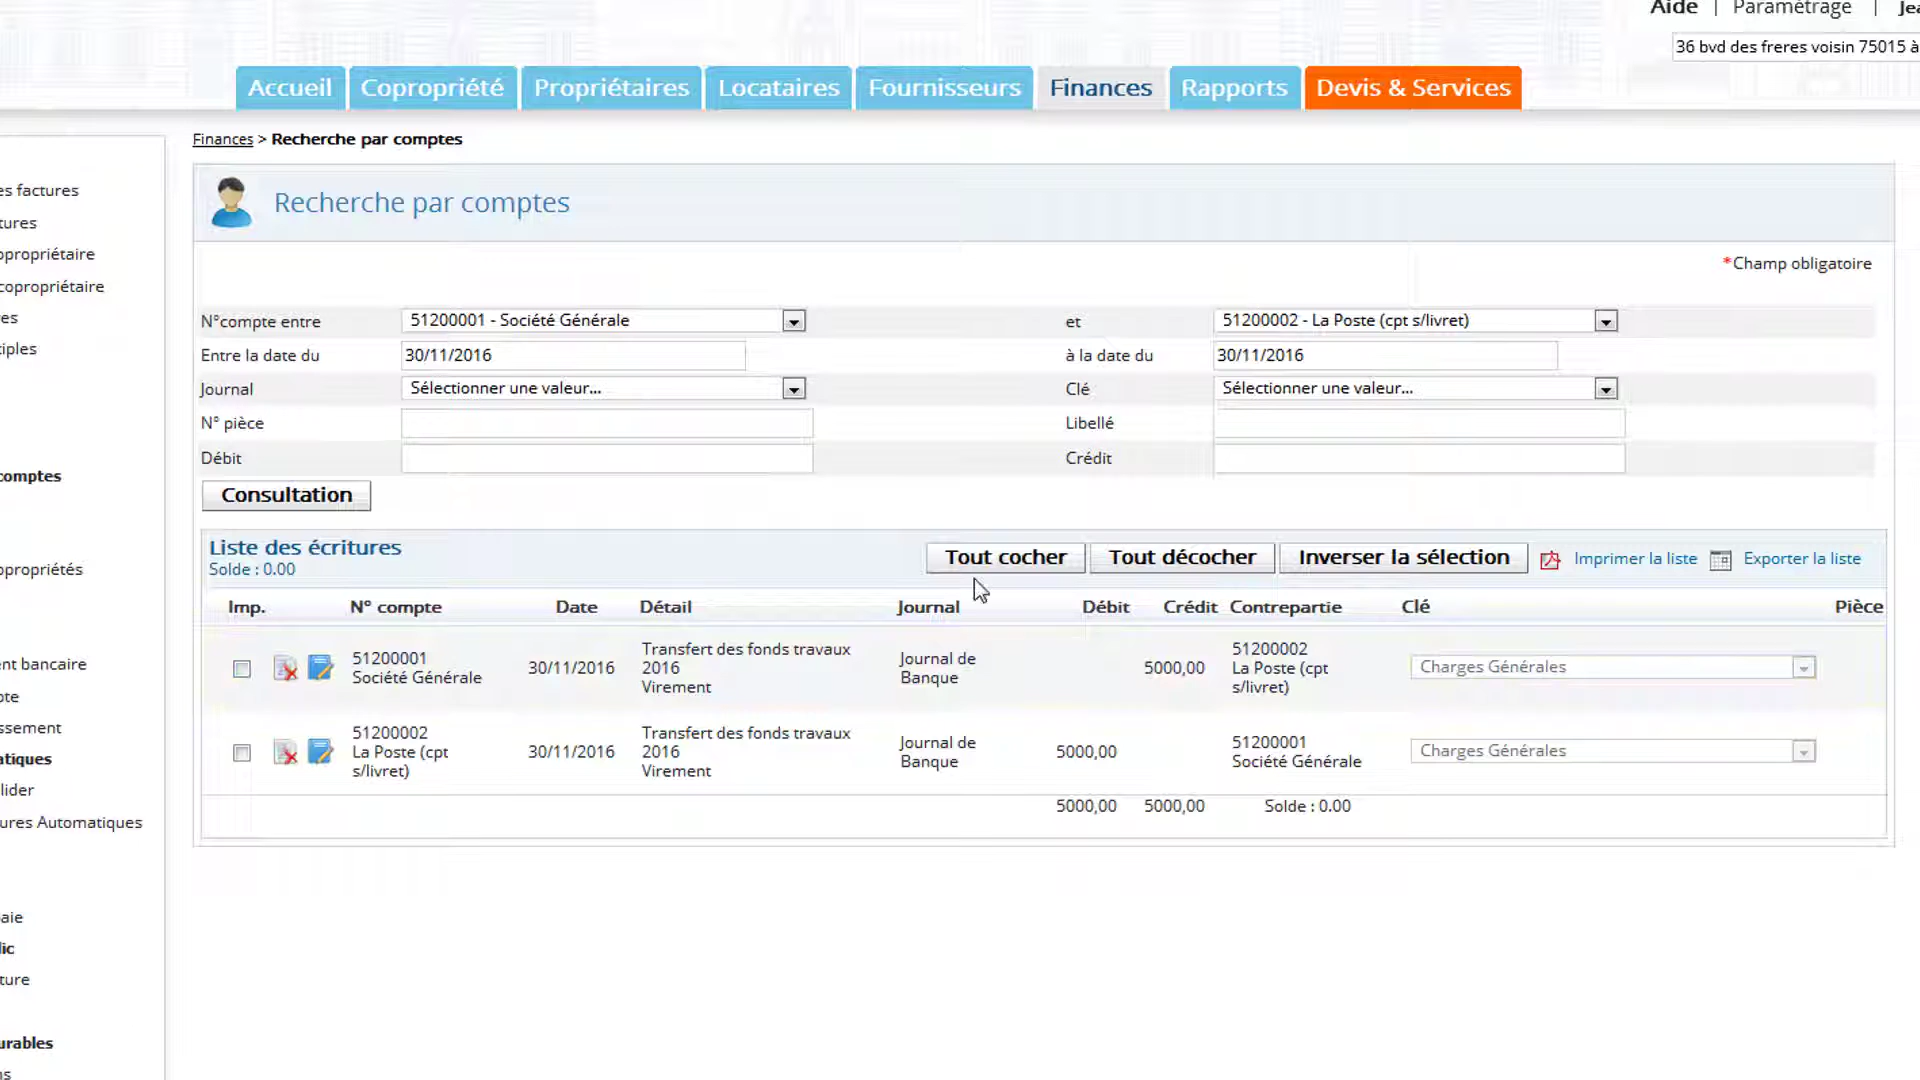 Aide | Paramétrage |
36 bvd des freres voisin 75015 à
Accueil Copropriété Propriétaires Locataires Fournisseurs Finances Rapports Devis & Services
Finances > Recherche par comptes
Recherche par comptes
*Champ obligatoire
N°compte entre 51200001 - Société Générale et 51200002 - La Poste (cpt s/livret)
Entre la date du 30/11/2016 à la date du 30/11/2016
Journal Sélectionner une valeur... Clé Sélectionner une valeur...
N° pièce Libellé
Débit Crédit
Consultation
Liste des écritures
Solde : 0.00
Tout cocher Tout décocher Inverser la sélection Imprimer la liste Exporter la liste
Imp. N° compte Date Détail Journal Débit Crédit Contrepartie Clé Pièce
51200001
Société Générale
30/11/2016
Transfert des fonds travaux
2016
Virement
Journal de
Banque
5000,00
51200002
La Poste (cpt
s/livret)
Charges Générales
51200002
La Poste (cpt
s/livret)
30/11/2016
Transfert des fonds travaux
2016
Virement
Journal de
Banque
5000,00
51200001
Société Générale
Charges Générales
5000,00 5000,00 Solde : 0.00
es factures
tures
opropriétaire
copropriétaire
es
iples
comptes
opropriétés
nt bancaire
ote
ssement
atiques
lider
ures Automatiques
aie
lic
ture
urables
ns